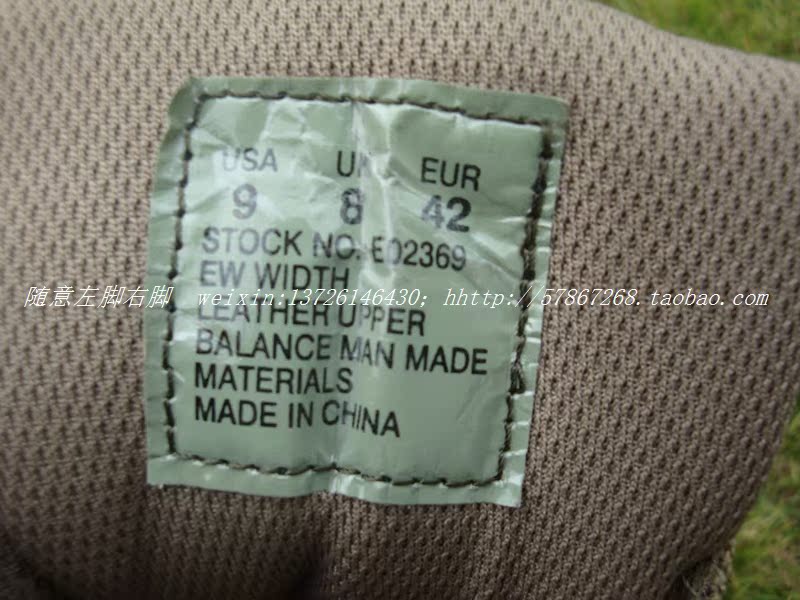 USA UK EUR
9 8 42
STOCK NO. E02369
EW WIDTH
随意左脚右脚 weixin:13726146430; hhttp://57867268.taobao.com
LEATHER UPPER
BALANCE MAN MADE
MATERIALS
MADE IN CHINA